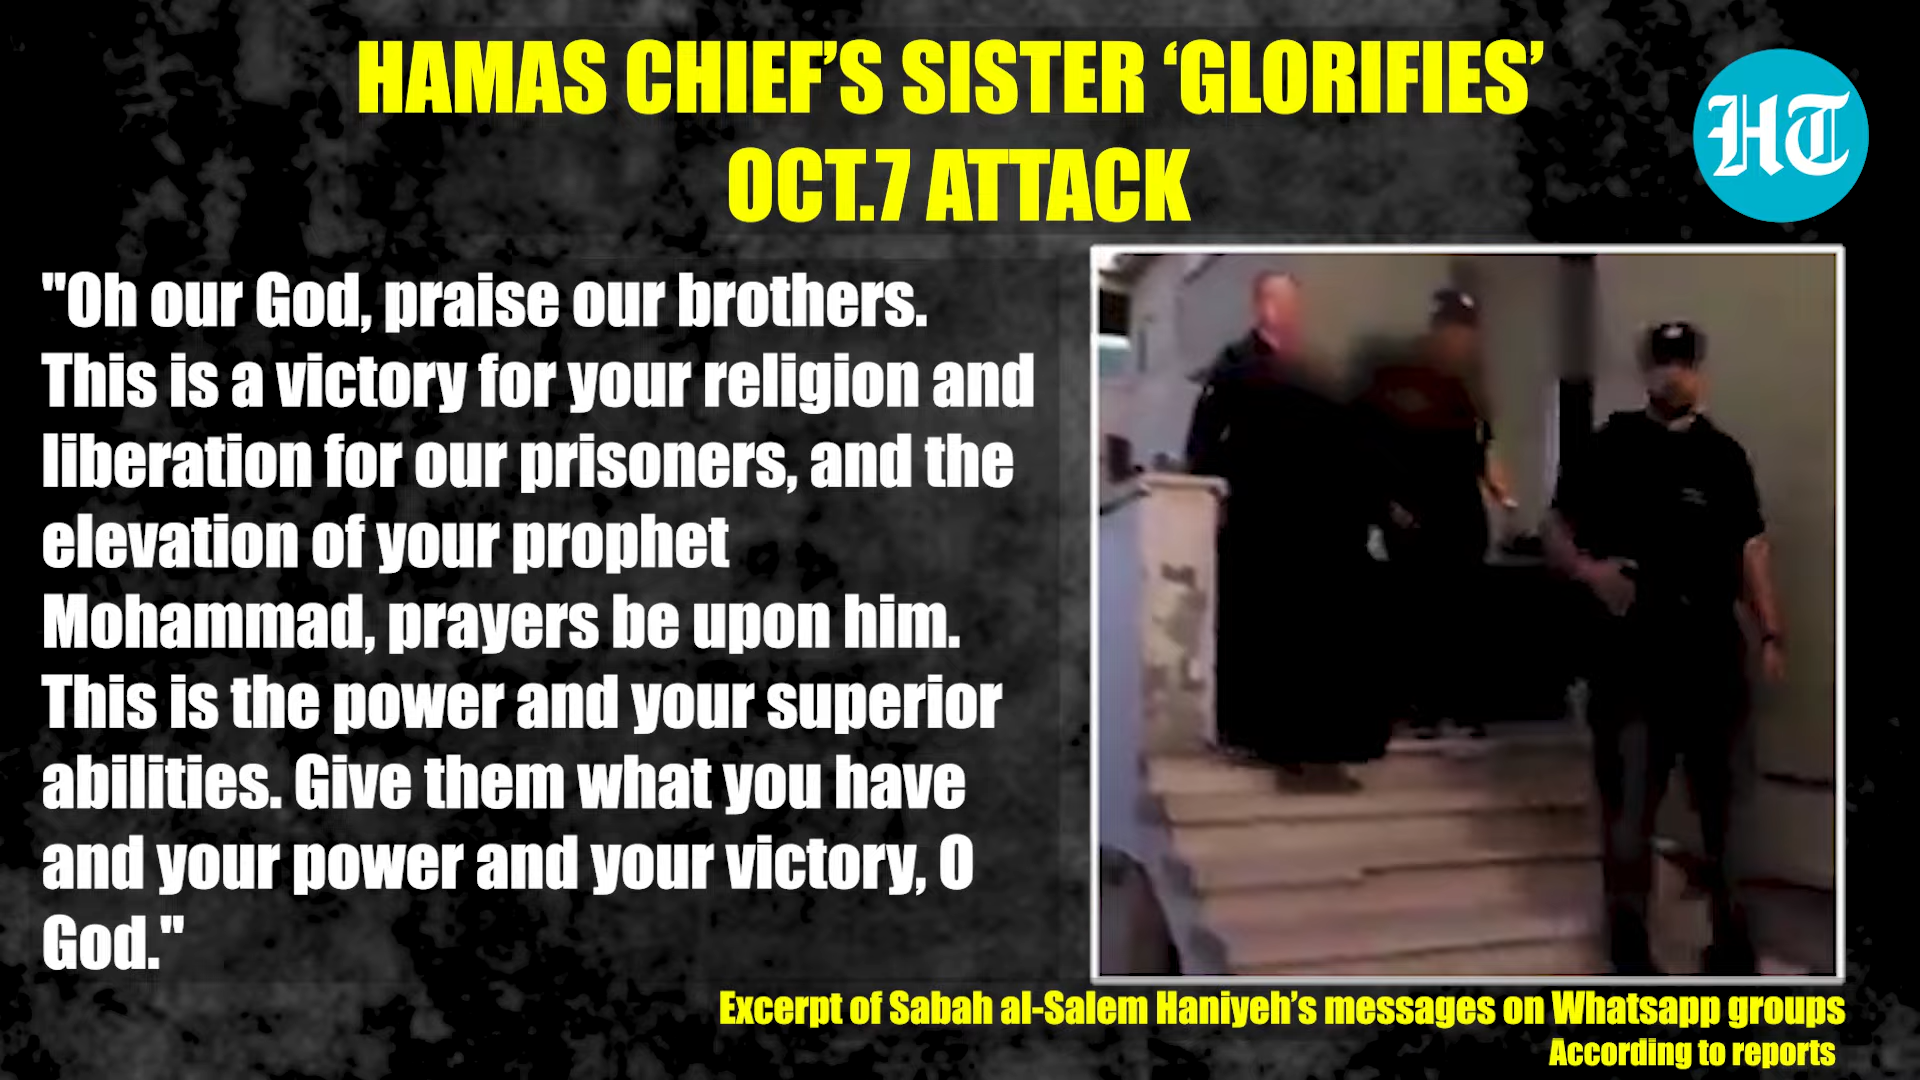 HAMAS CHIEF'S SISTER 'GLORIFIES'
OCT.7 ATTACK
HT
"Oh our God, praise our brothers.
This is a victory for your religion and
liberation for our prisoners, and the
elevation of your prophet
Mohammad, prayers be upon him.
This is the power and your superior
abilities. Give them what you have
and your power and your victory, O
God."
Excerpt of Sabah al-Salem Haniyeh's messages on Whatsapp groups
According to reports